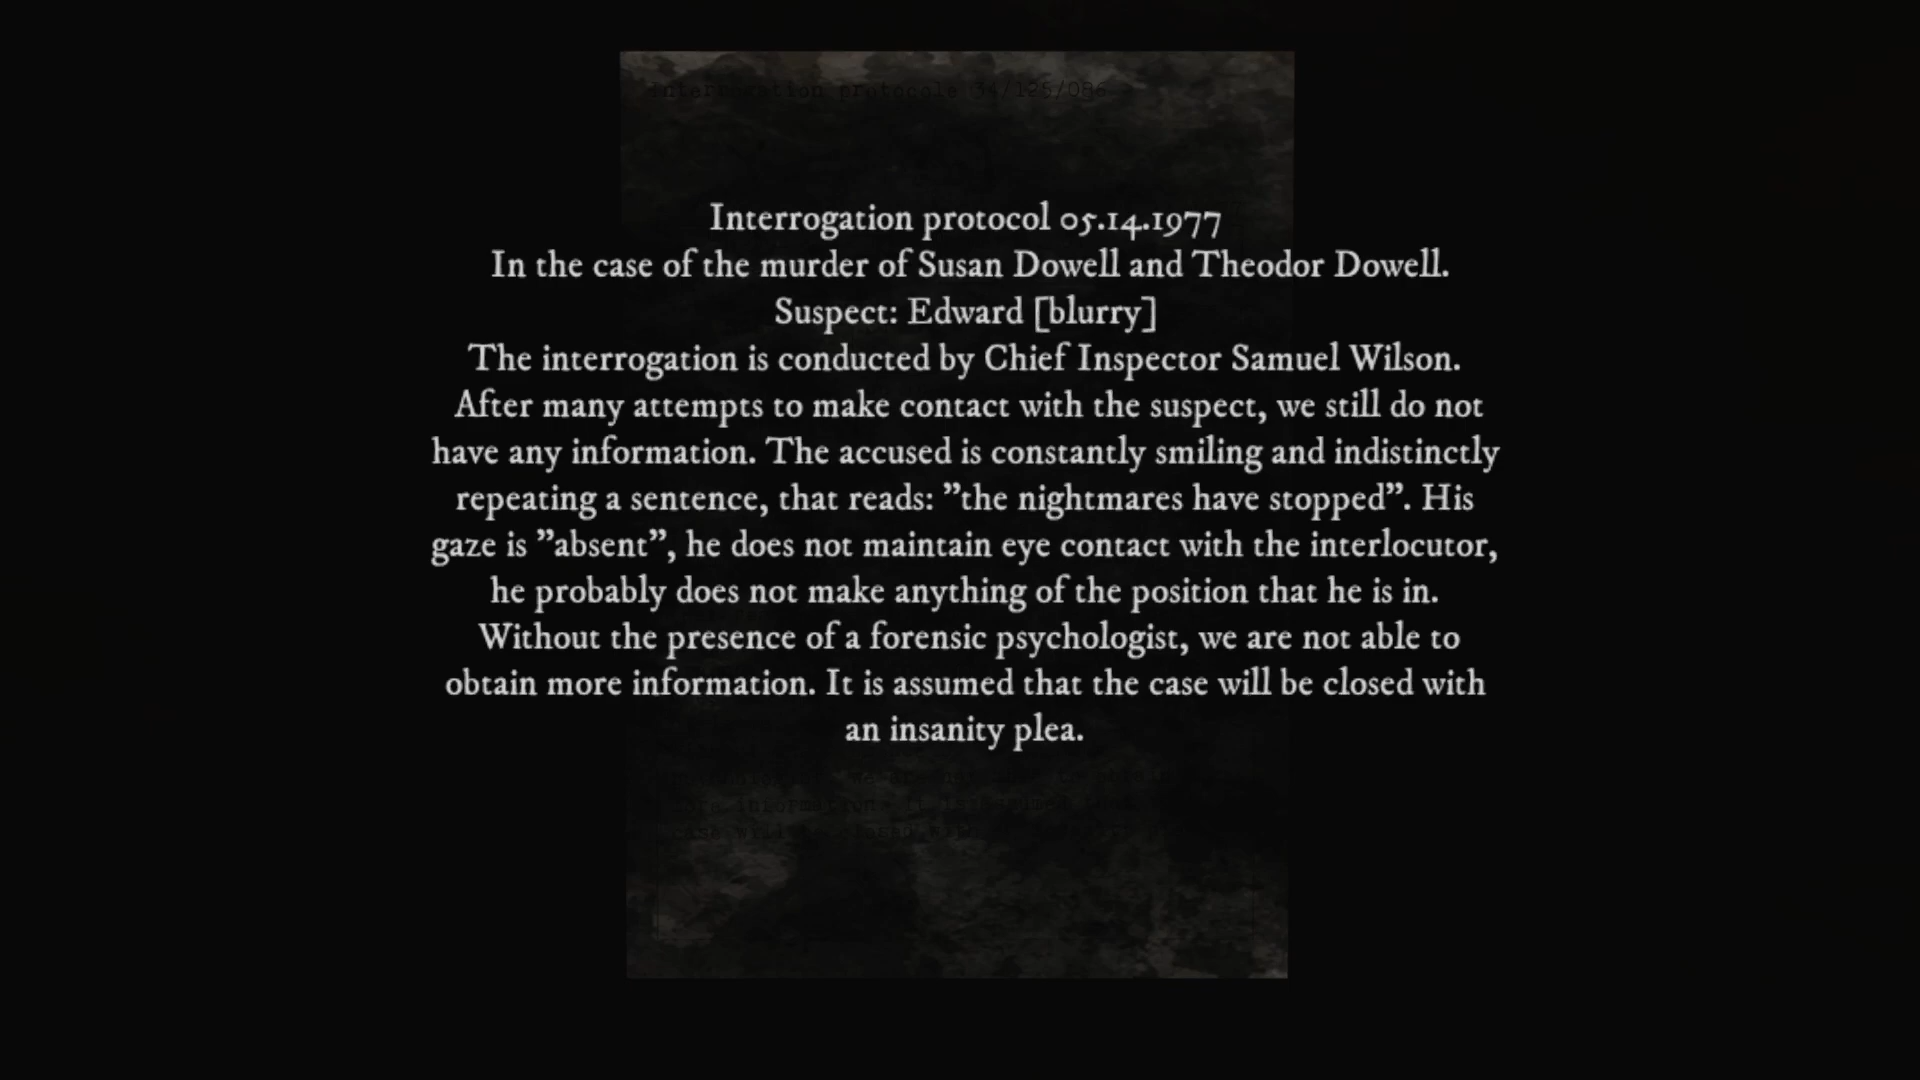 Interrogation protocole 34/125/086
Interrogation protocol 05.14.1977
In the case of the murder of Susan Dowell and Theodor Dowell.
Suspect: Edward [blurry]
The interrogation is conducted by Chief Inspector Samuel Wilson.
After many attempts to make contact with the suspect, we still do not
have any information. The accused is constantly smiling and indistinctly
repeating a sentence, that reads: ”the nightmares have stopped”. His
gaze is ”absent”, he does not maintain eye contact with the interlocutor,
he probably does not make anything of the position that he is in.
Without the presence of a forensic psychologist, we are not able to
obtain more information. It is assumed that the case will be closed with
an insanity plea.